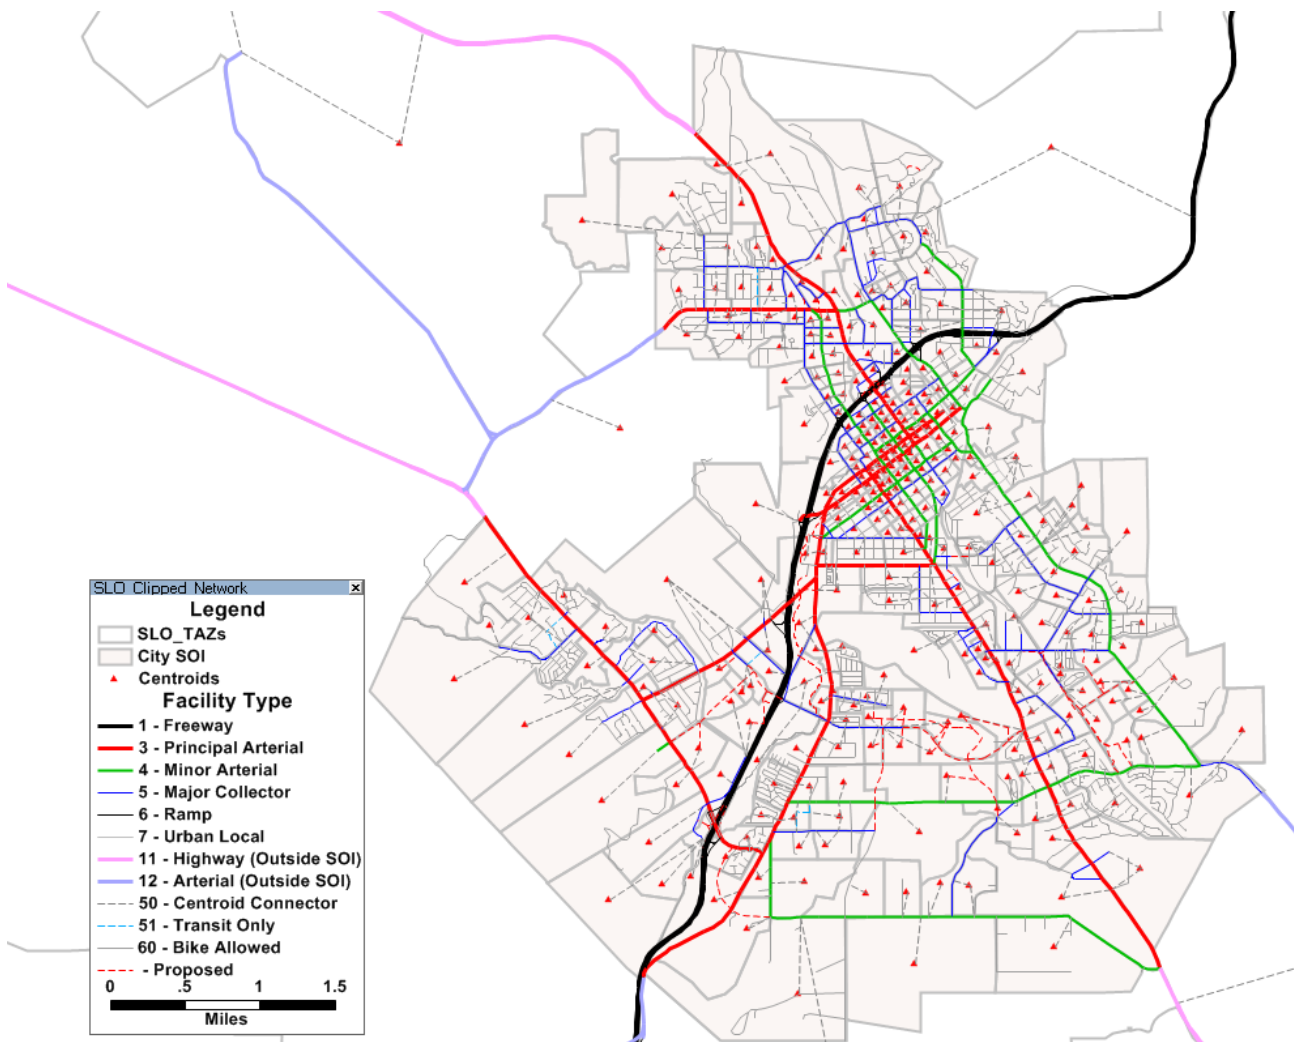 SLO Clipped Network
Legend
SLO_TAZs
City SOI
Centroids
Facility Type
1 - Freeway
3 - Principal Arterial
4 - Minor Arterial
5 - Major Collector
6 - Ramp
7 - Urban Local
11 - Highway (Outside SOI)
12 - Arterial (Outside SOI)
50 - Centroid Connector
51 - Transit Only
60 - Bike Allowed
- Proposed
0 .5 1 1.5
Miles